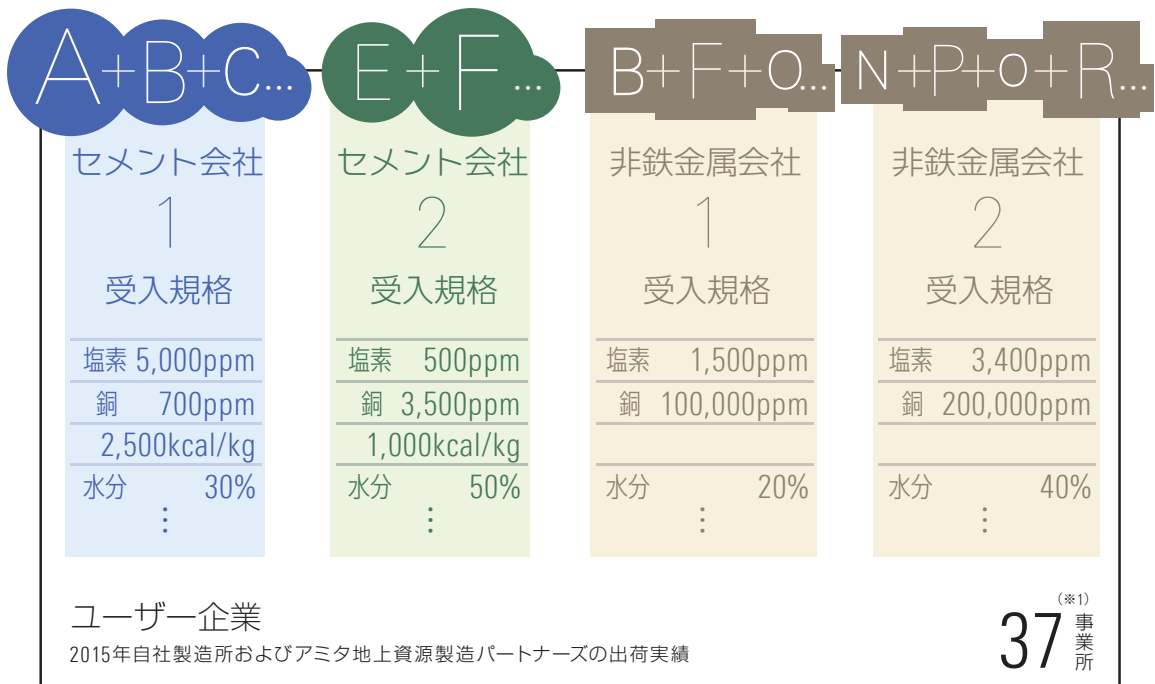 A+B+C...
セメント会社
1
受入規格
塩素 5,000ppm
銅 700ppm
2,500kcal/kg
水分 30%
⋮
E+F...
セメント会社
2
受入規格
塩素 500ppm
銅 3,500ppm
1,000kcal/kg
水分 50%
⋮
B+F+O...
非鉄金属会社
1
受入規格
塩素 1,500ppm
銅 100,000ppm
水分 20%
⋮
N+P+o+R...
非鉄金属会社
2
受入規格
塩素 3,400ppm
銅 200,000ppm
水分 40%
⋮
ユーザー企業
2015年自社製造所およびアミタ地上資源製造パートナーズの出荷実績
(※1)
37事業所